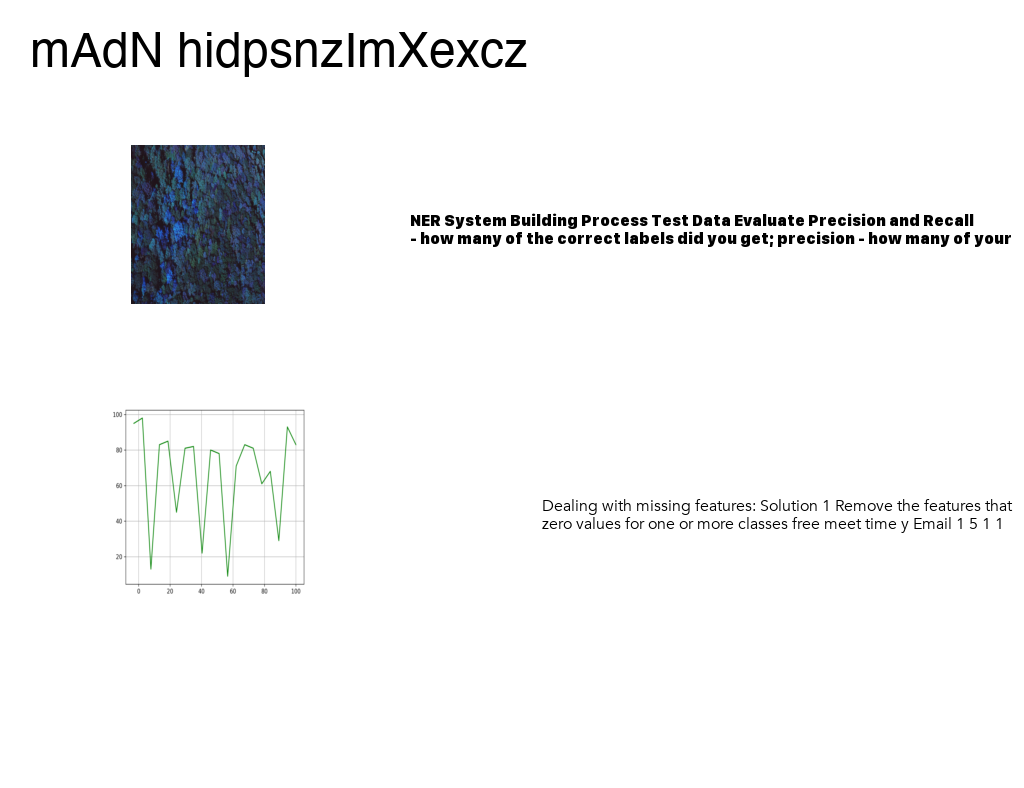 mAdN hidpsnzImXexcz
NER System Building Process Test Data Evaluate Precision and Recall
- how many of the correct labels did you get; precision - how many of your
100
80
60
40
20
0 20 40 60 80 100
Dealing with missing features: Solution 1 Remove the features that
zero values for one or more classes free meet time y Email 1 5 1 1